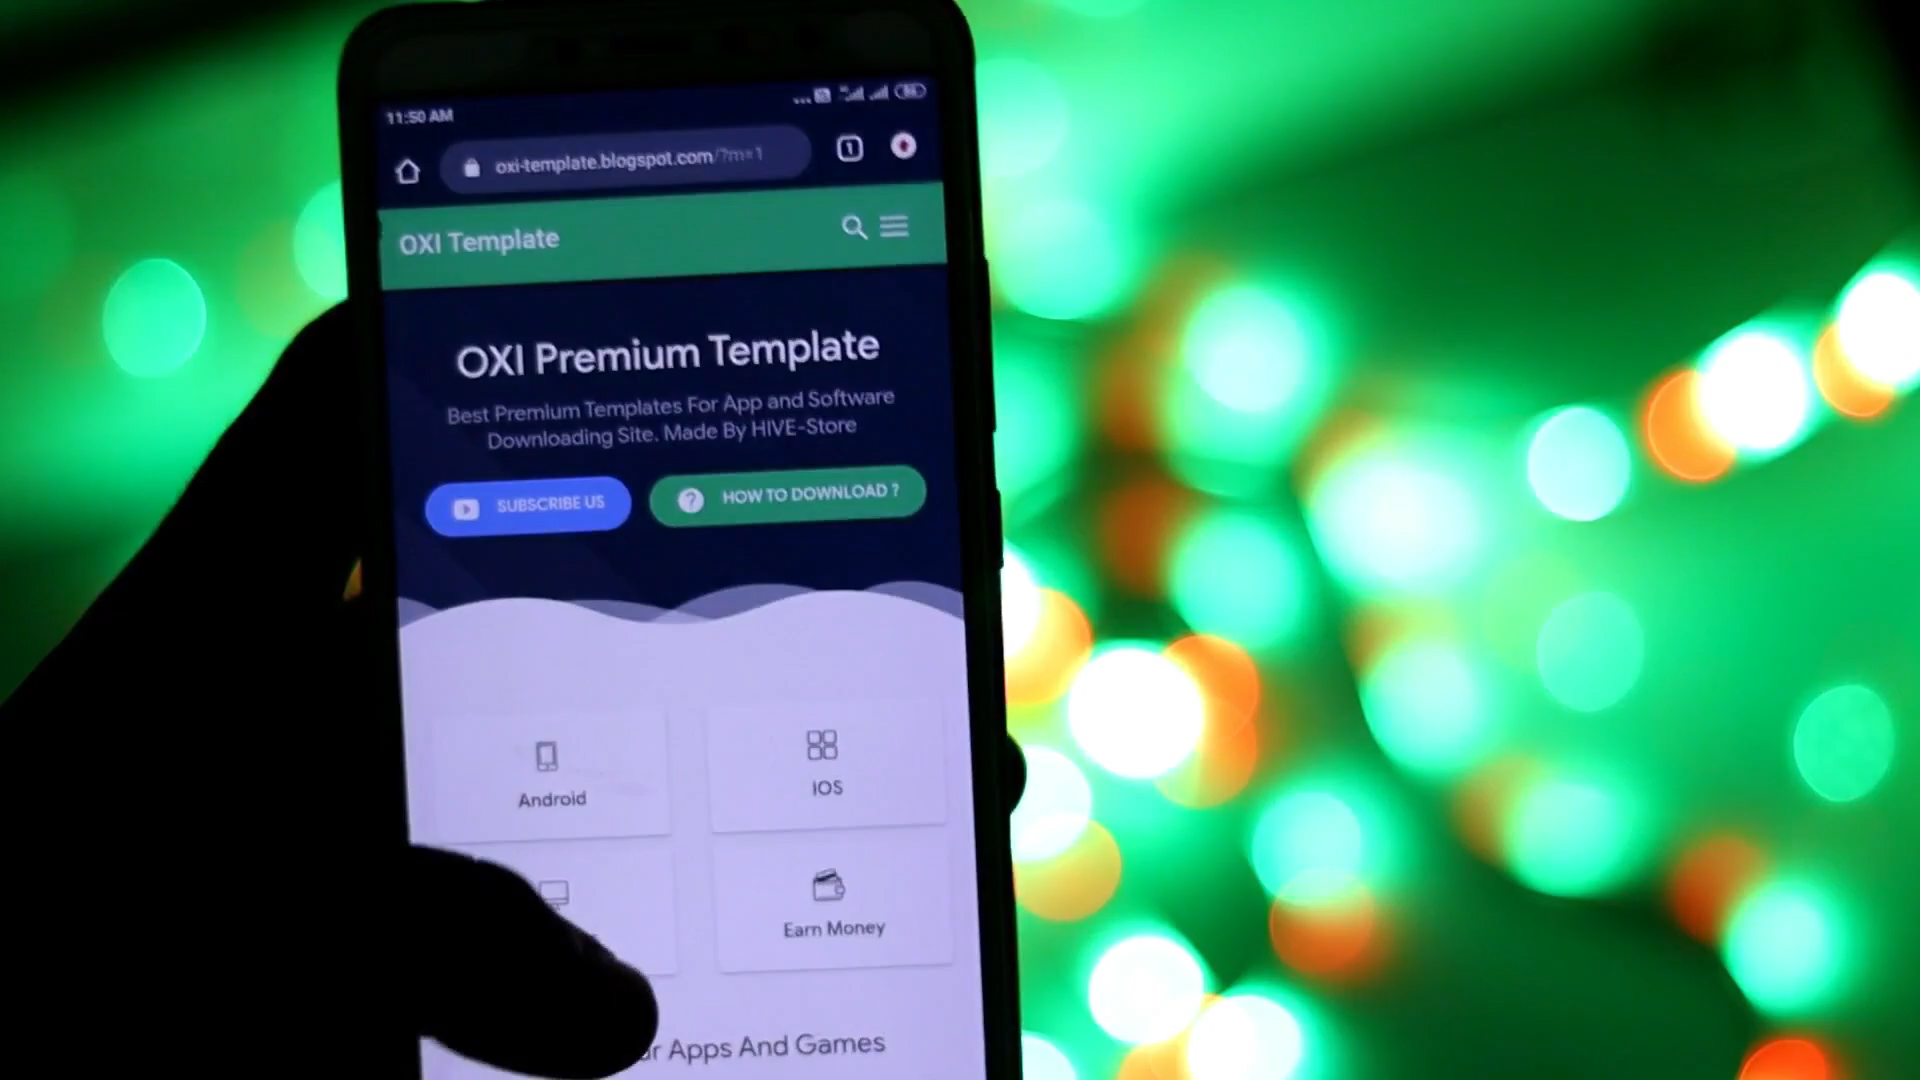 11:50 AM
oxi-template.blogspot.com/?m=1
1
OXI Template
OXI Premium Template
Best Premium Templates For App and Software
Downloading Site. Made By HIVE-Store
SUBSCRIBE US
HOW TO DOWNLOAD ?
Android
IOS
Earn Money
Apps And Games